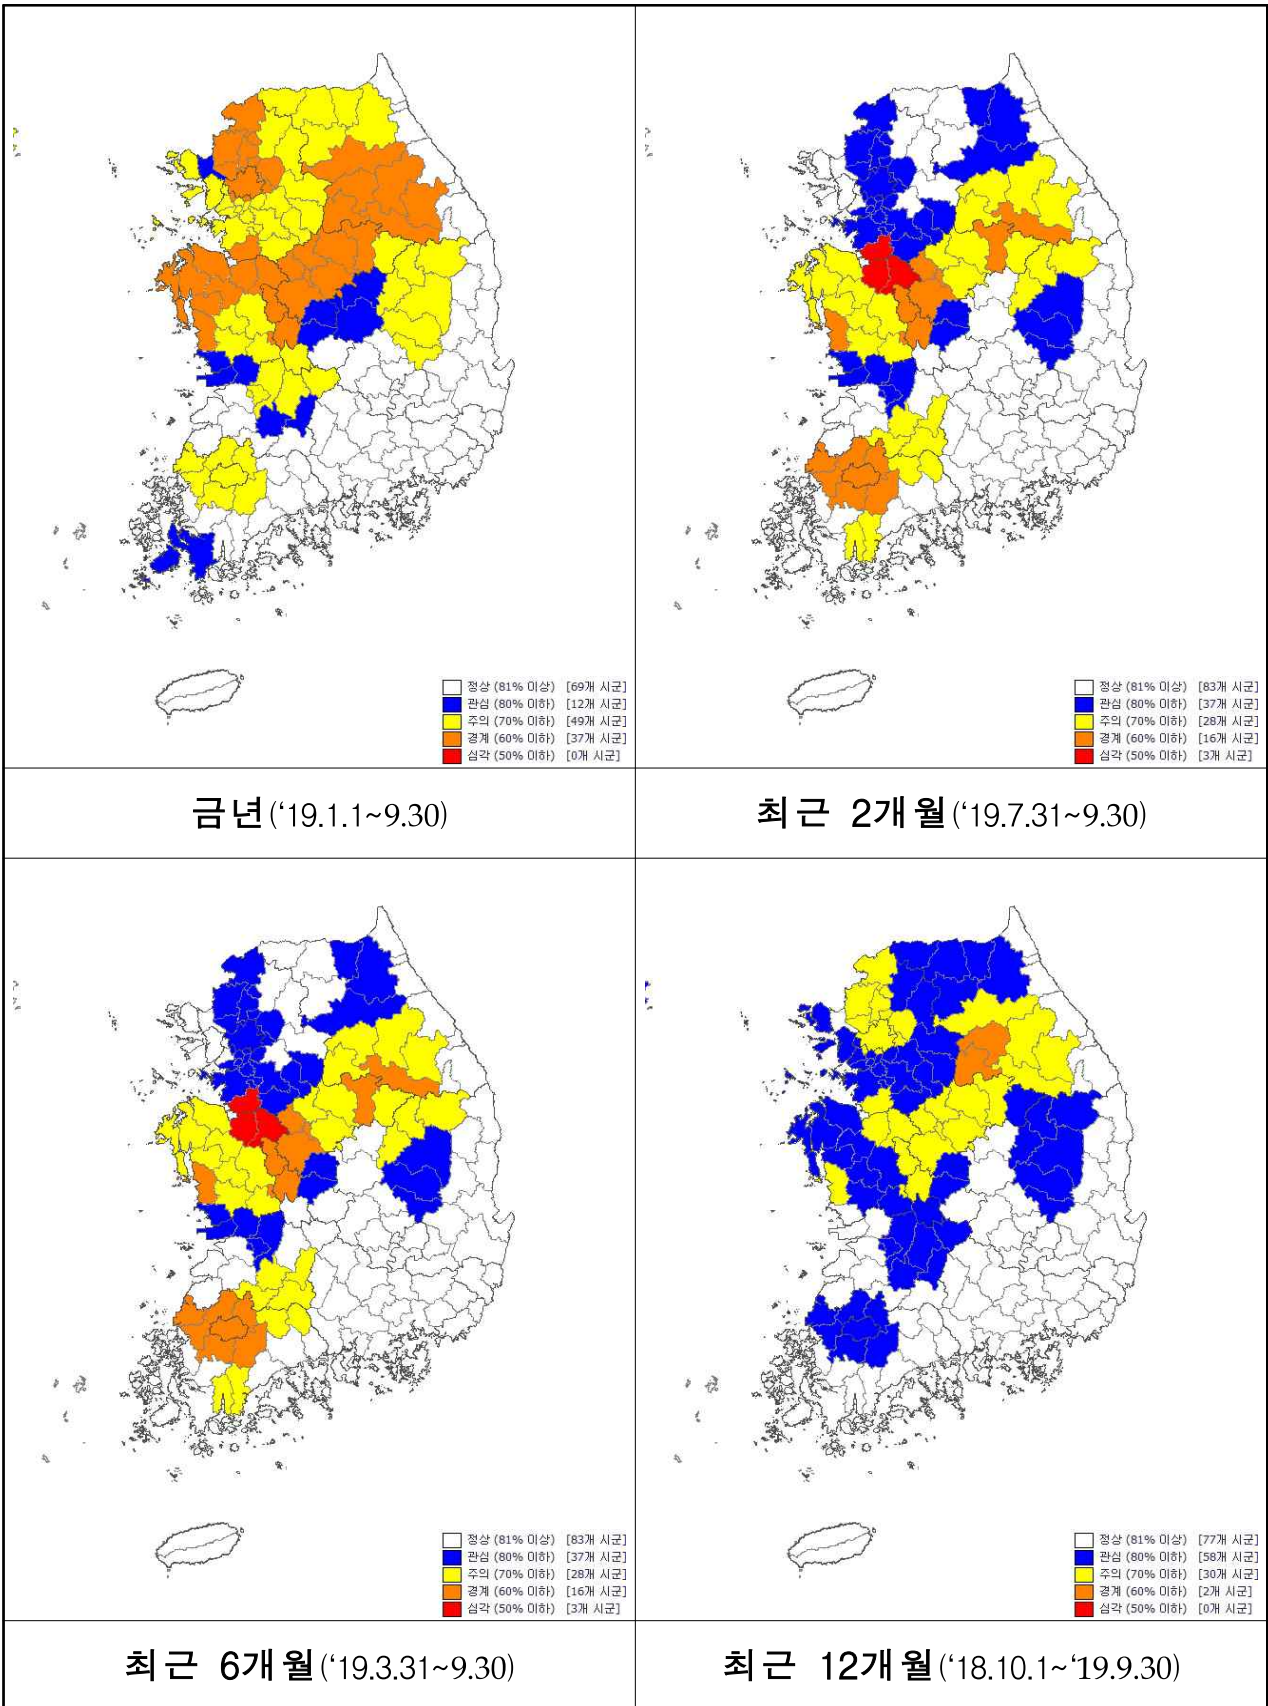 정상 (81% 이상) [69개 시군]
관심 (80% 이하) [12개 시군]
주의 (70% 이하) [49개 시군]
경계 (60% 이하) [37개 시군]
심각 (50% 이하) [0개 시군]
정상 (81% 이상) [83개 시군]
관심 (80% 이하) [37개 시군]
주의 (70% 이하) [28개 시군]
경계 (60% 이하) [16개 시군]
심각 (50% 이하) [3개 시군]
금년(‘19.1.1~9.30)
최근 2개월(‘19.7.31~9.30)
정상 (81% 이상) [83개 시군]
관심 (80% 이하) [37개 시군]
주의 (70% 이하) [28개 시군]
경계 (60% 이하) [16개 시군]
심각 (50% 이하) [3개 시군]
정상 (81% 이상) [77개 시군]
관심 (80% 이하) [58개 시군]
주의 (70% 이하) [30개 시군]
경계 (60% 이하) [2개 시군]
심각 (50% 이하) [0개 시군]
최근 6개월(‘19.3.31~9.30)
최근 12개월(‘18.10.1~‘19.9.30)